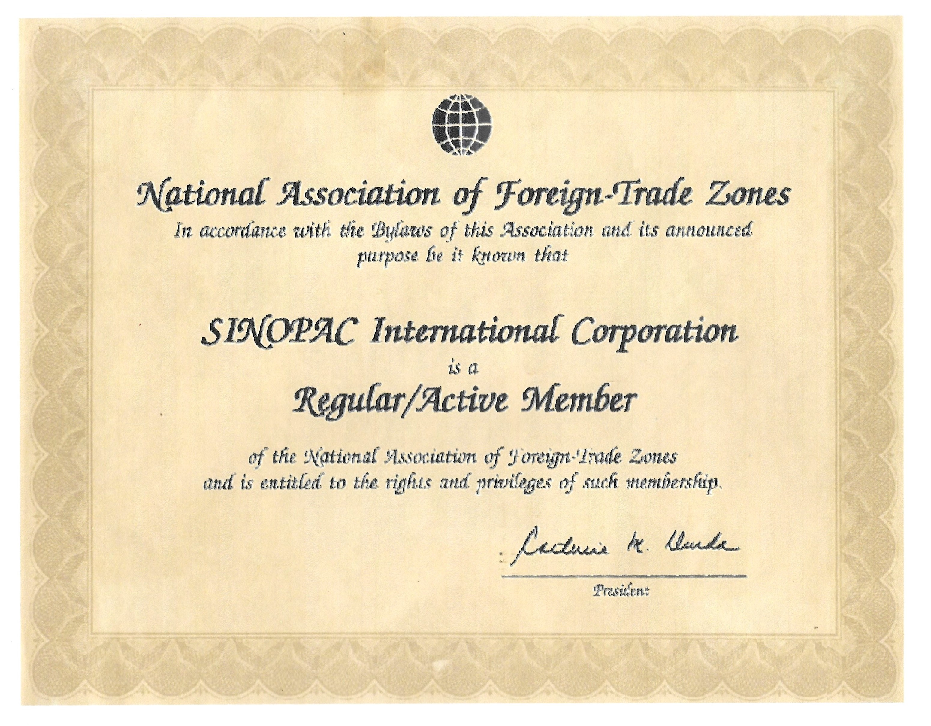 National Association of Foreign-Trade Zones
In accordance with the Bylaws of this Association and its announced
purpose be it known that
SINOPAC International Corporation
is a
Regular/Active Member
of the National Association of Foreign-Trade Zones
and is entitled to the rights and privileges of such membership.
President